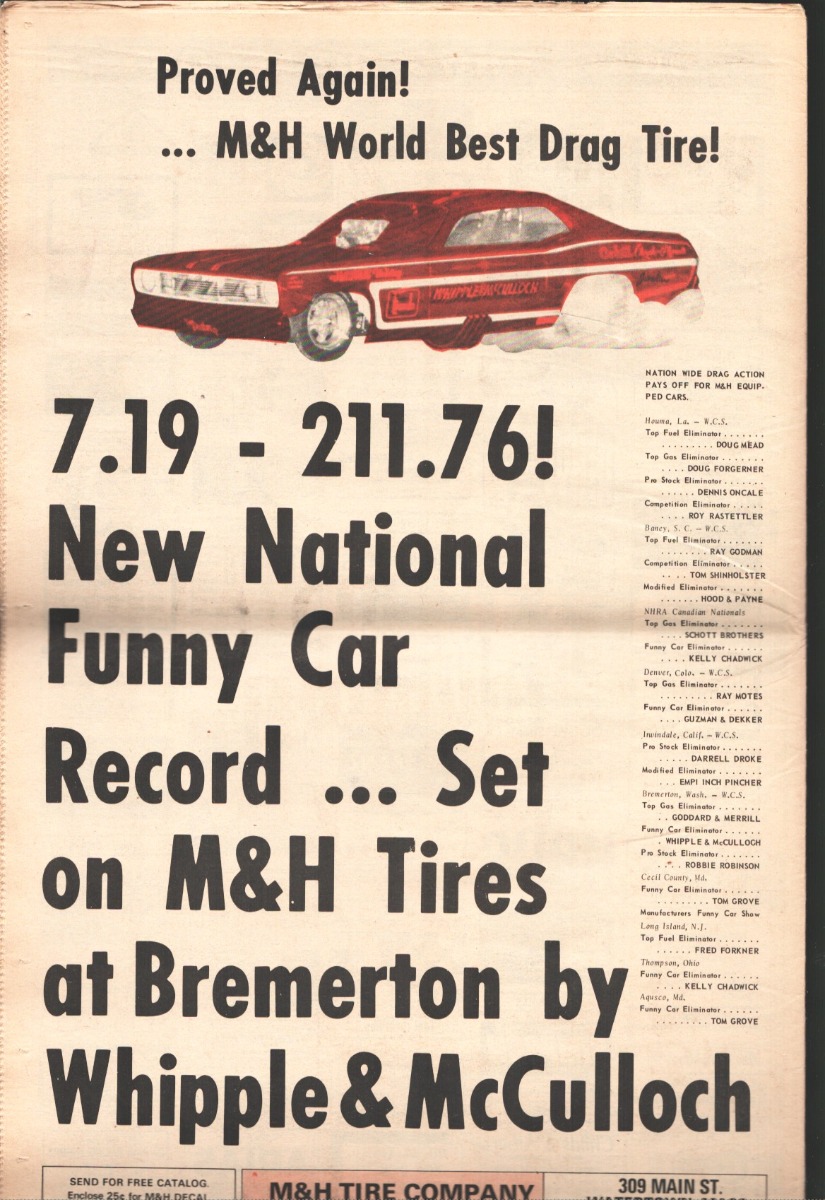 Proved Again!
... M&H World Best Drag Tire!
WHIPPLE & McCULLOCH
7.19 - 211.76!
New National
Funny Car
Record ... Set
on M&H Tires
at Bremerton by
Whipple & McCulloch
NATION WIDE DRAG ACTION
PAYS OFF FOR M&H EQUIP-
PED CARS.
Houma, La. – W.C.S.
Top Fuel Eliminator . . . . . . .
. . . . . . . . . DOUG MEAD
Top Gas Eliminator . . . . . . .
. . . . DOUG FORGERNER
Pro Stock Eliminator . . . . . . .
. . . . . . DENNIS ONCALE
Competition Eliminator . . . . .
. . . . ROY RASTETTLER
Baney, S. C. – W.C.S.
Top Fuel Eliminator . . . . . . .
. . . . . . . . RAY GODMAN
Competition Eliminator . . . . .
. . . . . TOM SHINHOLSTER
Modified Eliminator . . . . . . .
. . . . . . . HOOD & PAYNE
NHRA Canadian Nationals
Top Gas Eliminator . . . . . . .
. . . . SCHOTT BROTHERS
Funny Car Eliminator . . . . . .
. . . . KELLY CHADWICK
Denver, Colo. – W.C.S.
Top Gas Eliminator . . . . . . .
. . . . . . . . . RAY MOTES
Funny Car Eliminator . . . . . .
. . . . GUZMAN & DEKKER
Irwindale, Calif. – W.C.S.
Pro Stock Eliminator . . . . . . .
. . . . . DARRELL DROKE
Modified Eliminator . . . . . . .
. . . EMPI INCH PINCHER
Bremerton, Wash. – W.C.S.
Top Gas Eliminator . . . . . . .
. . GODDARD & MERRILL
Funny Car Eliminator . . . . . .
. WHIPPLE & McCULLOCH
Pro Stock Eliminator . . . . . . .
. . . . ROBBIE ROBINSON
Cecil County, Md.
Funny Car Eliminator . . . . . .
. . . . . . . . . TOM GROVE
Manufacturers Funny Car Show
Long Island, N.J.
Top Fuel Eliminator . . . . . . .
. . . . . . FRED FORKNER
Thompson, Ohio
Funny Car Eliminator . . . . . .
. . . . KELLY CHADWICK
Aqusco, Md.
Funny Car Eliminator . . . . . .
. . . . . . . . . TOM GROVE
SEND FOR FREE CATALOG.
Enclose 25¢ for M&H DECAL
M&H TIRE COMPANY
309 MAIN ST.